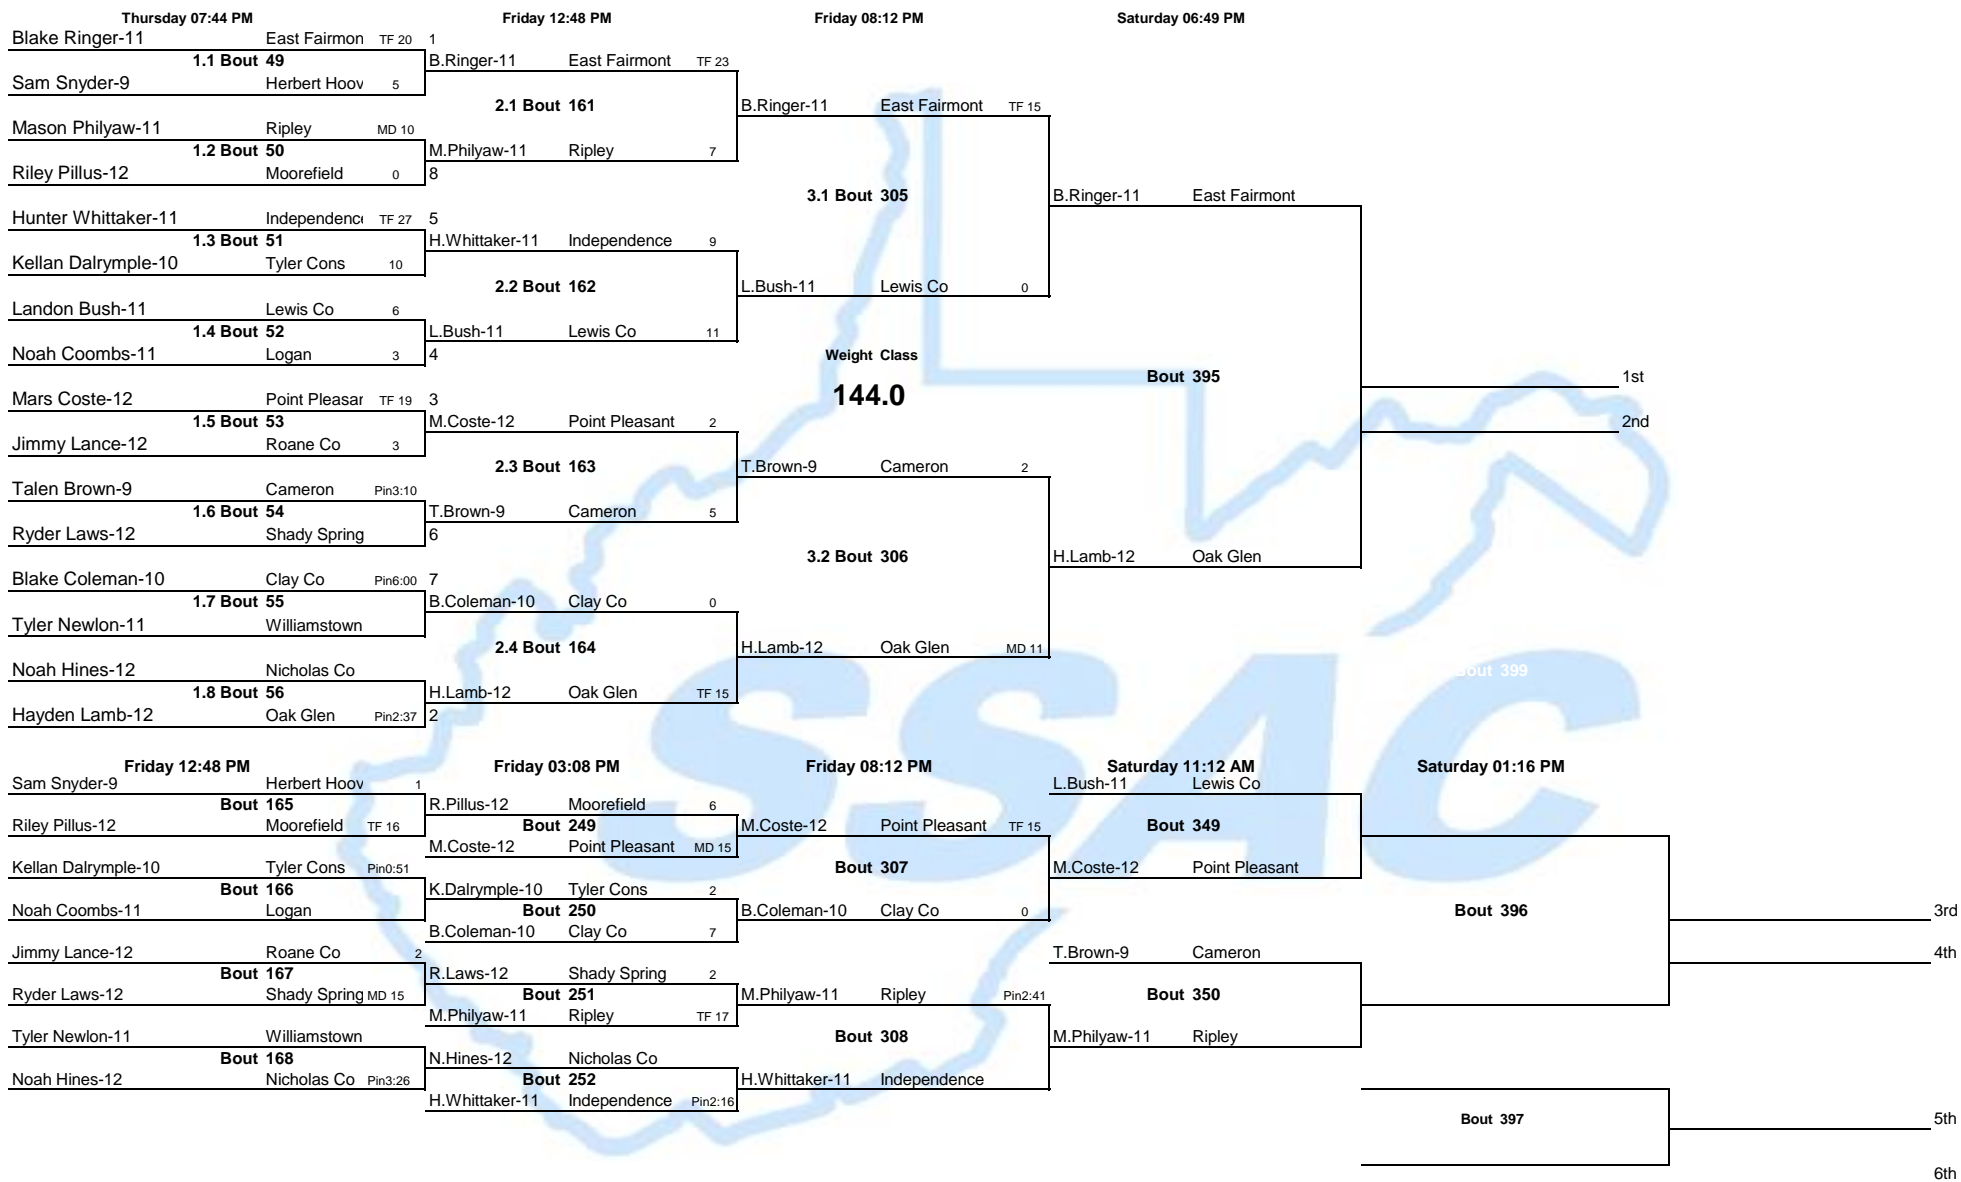 Thursday 07:44 PM Friday 12:48 PM Friday 08:12 PM Saturday 06:49 PM
Blake Ringer-11 East Fairmon TF 20 1
1.1 Bout 49 B.Ringer-11 East Fairmont TF 23
Sam Snyder-9 Herbert Hoov 5
2.1 Bout 161 B.Ringer-11 East Fairmont TF 15
Mason Philyaw-11 Ripley MD 10
1.2 Bout 50 M.Philyaw-11 Ripley 7
Riley Pillus-12 Moorefield 0 8
3.1 Bout 305 B.Ringer-11 East Fairmont
Hunter Whittaker-11 Independence TF 27 5
1.3 Bout 51 H.Whittaker-11 Independence 9
Kellan Dalrymple-10 Tyler Cons 10
2.2 Bout 162 L.Bush-11 Lewis Co 0
Landon Bush-11 Lewis Co 6
1.4 Bout 52 L.Bush-11 Lewis Co 11
Noah Coombs-11 Logan 3 4 Weight Class
Bout 395 1st
Mars Coste-12 Point Pleasar TF 19 3 144.0
1.5 Bout 53 M.Coste-12 Point Pleasant 2 2nd
Jimmy Lance-12 Roane Co 3
2.3 Bout 163 T.Brown-9 Cameron 2
Talen Brown-9 Cameron Pin3:10
1.6 Bout 54 T.Brown-9 Cameron 5
Ryder Laws-12 Shady Spring 6
3.2 Bout 306 H.Lamb-12 Oak Glen
Blake Coleman-10 Clay Co Pin6:00 7
1.7 Bout 55 B.Coleman-10 Clay Co 0
Tyler Newlon-11 Williamstown
2.4 Bout 164 H.Lamb-12 Oak Glen MD 11
Noah Hines-12 Nicholas Co Bout 399
1.8 Bout 56 H.Lamb-12 Oak Glen TF 15
Hayden Lamb-12 Oak Glen Pin2:37 2
SSAC
Friday 12:48 PM Friday 03:08 PM Friday 08:12 PM Saturday 11:12 AM Saturday 01:16 PM
Sam Snyder-9 Herbert Hoov 1 L.Bush-11 Lewis Co
Bout 165 R.Pillus-12 Moorefield 6
Riley Pillus-12 Moorefield TF 16 Bout 249 M.Coste-12 Point Pleasant TF 15 Bout 349
M.Coste-12 Point Pleasant MD 15
Kellan Dalrymple-10 Tyler Cons Pin0:51 Bout 307 M.Coste-12 Point Pleasant
Bout 166 K.Dalrymple-10 Tyler Cons 2
Noah Coombs-11 Logan Bout 250 B.Coleman-10 Clay Co 0 Bout 396 3rd
B.Coleman-10 Clay Co 7
Jimmy Lance-12 Roane Co 2 T.Brown-9 Cameron 4th
Bout 167 R.Laws-12 Shady Spring 2
Ryder Laws-12 Shady Spring MD 15 Bout 251 M.Philyaw-11 Ripley Pin2:41 Bout 350
M.Philyaw-11 Ripley TF 17
Tyler Newlon-11 Williamstown Bout 308 M.Philyaw-11 Ripley
Bout 168 N.Hines-12 Nicholas Co
Noah Hines-12 Nicholas Co Pin3:26 Bout 252 H.Whittaker-11 Independence
H.Whittaker-11 Independence Pin2:16
Bout 397 5th
6th